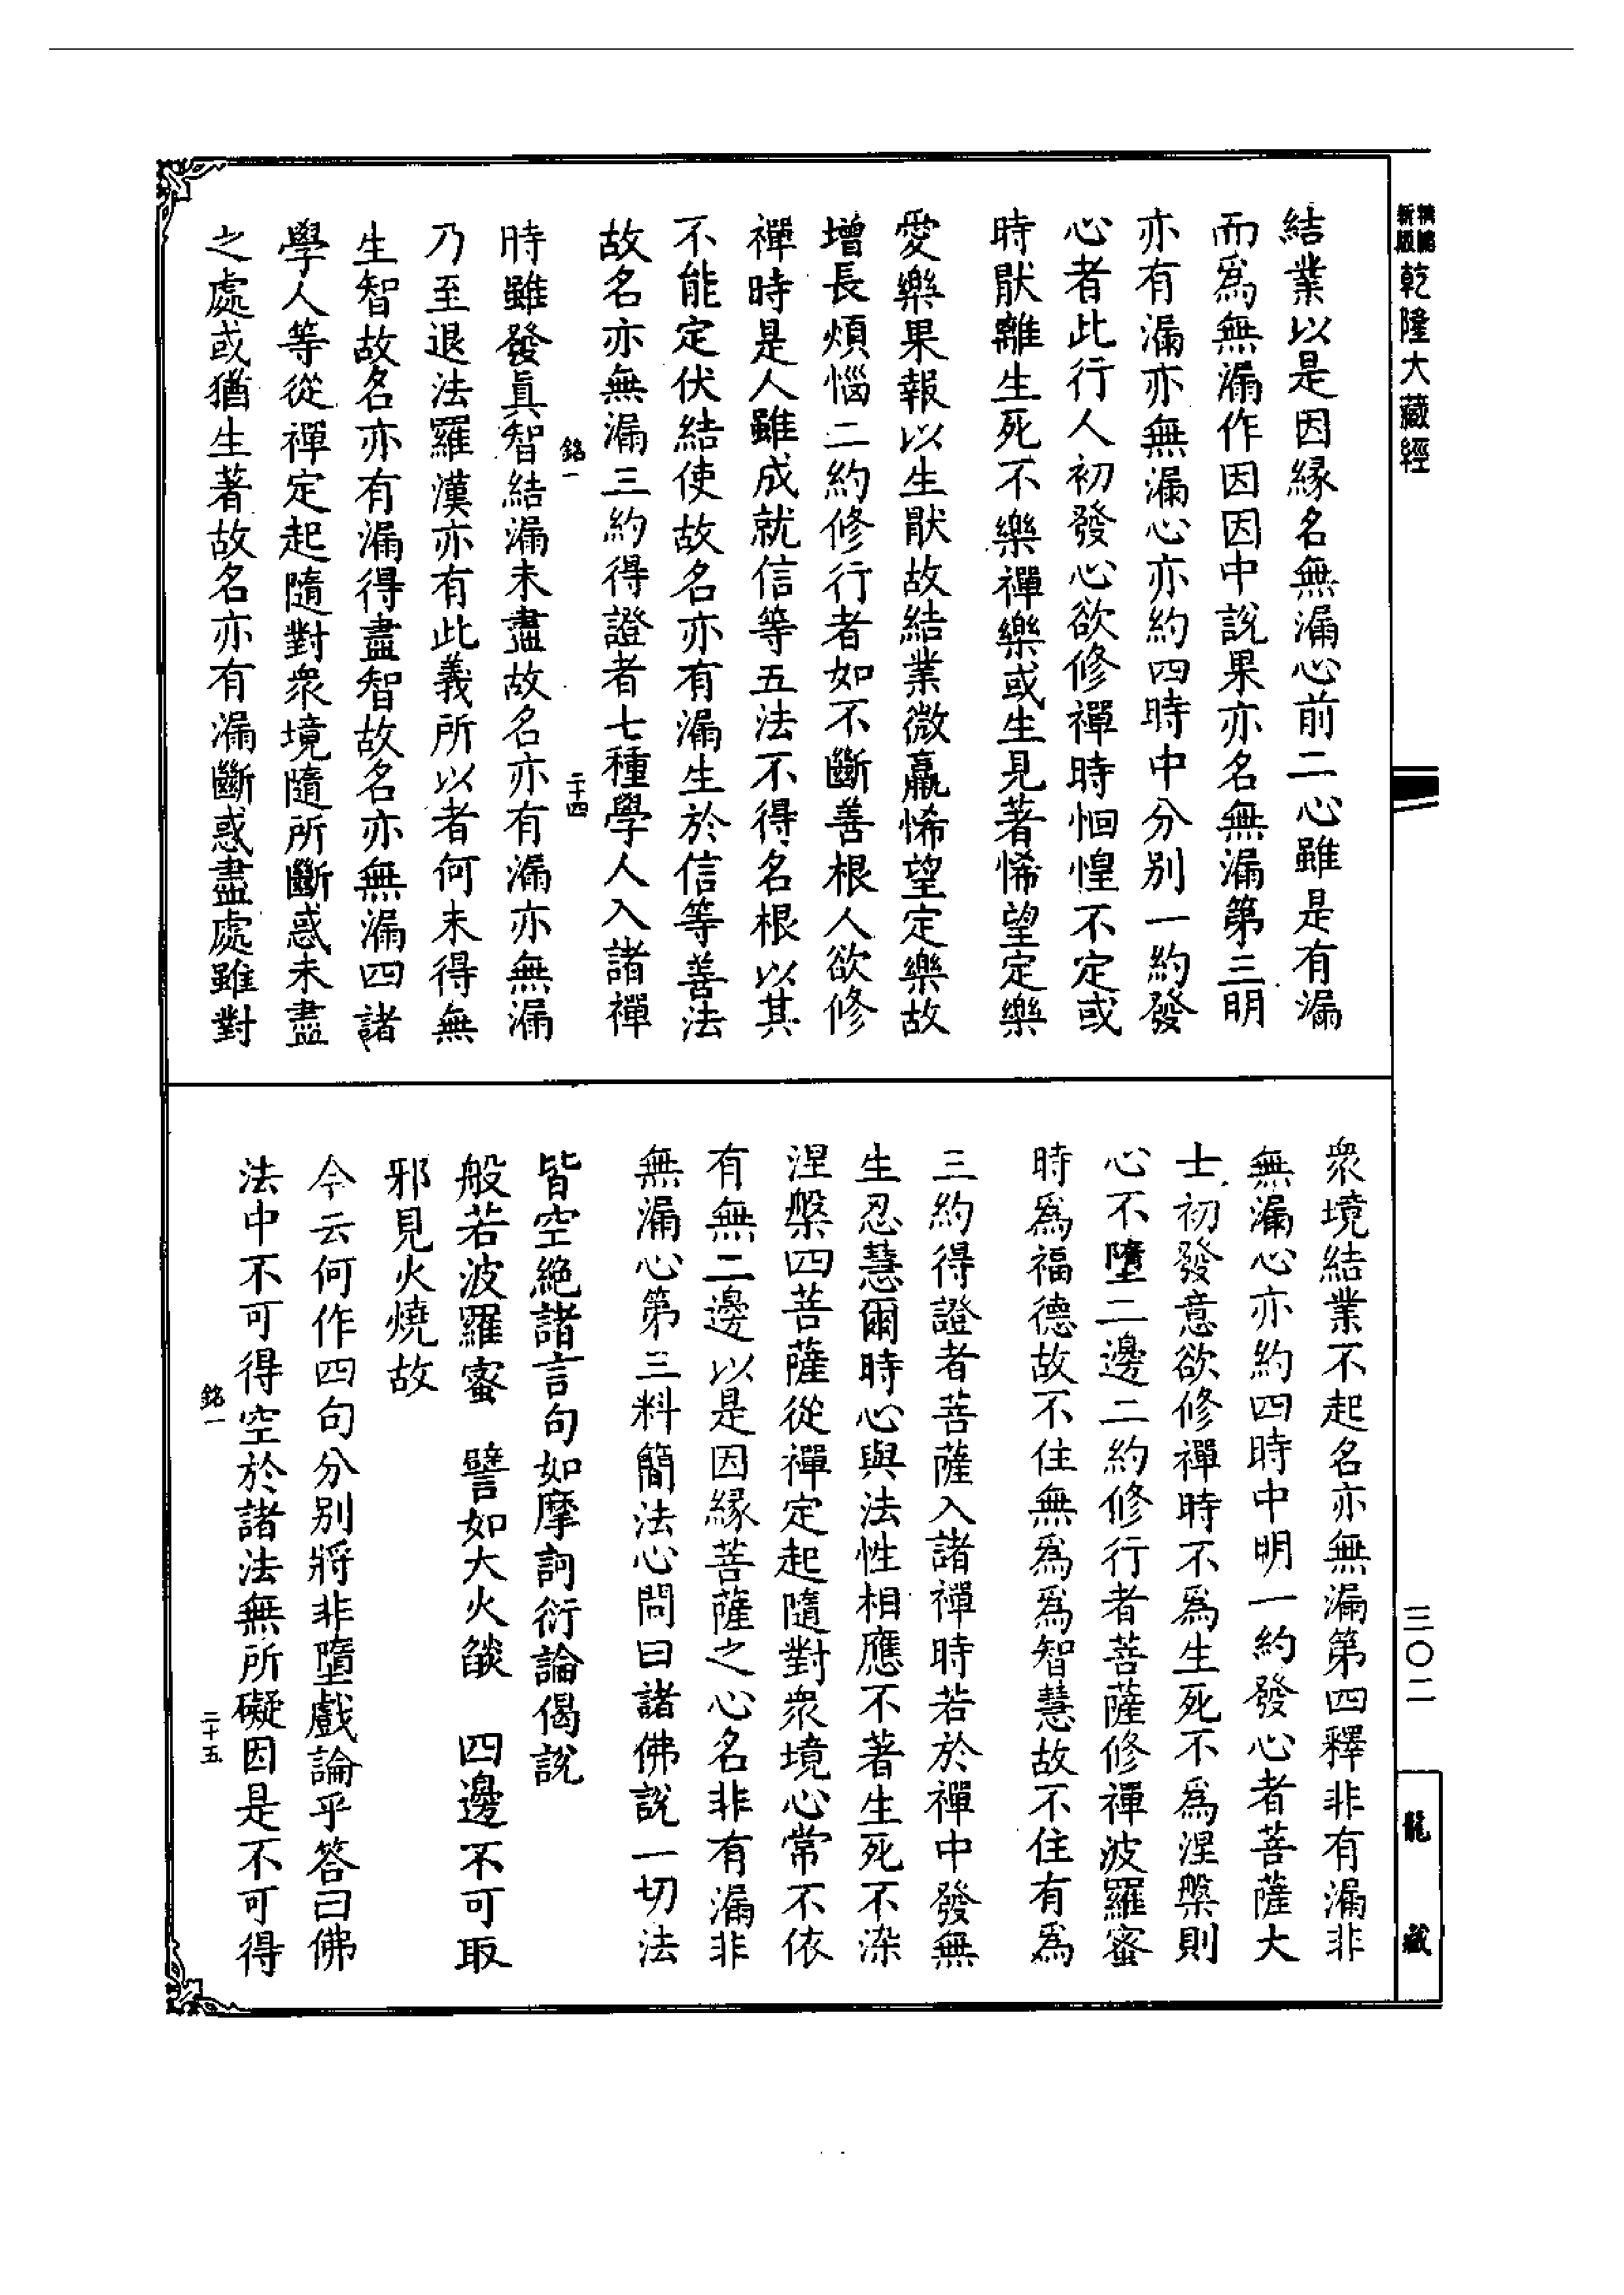 精編
新版
乾隆大藏經
結業以是因緣名無漏心前二心雖是有漏
而爲無漏作因因中說果亦名無漏第三明
亦有漏亦無漏心亦約四時中分別一約發
心者此行人初發心欲修禪時恛惶不定或
時猒離生死不樂禪樂或生見著悕望定樂
愛樂果報以生猒故結業微羸悕望定樂故
增長煩惱二約修行者如不斷善根人欲修
禪時是人雖成就信等五法不得名根以其
不能定伏結使故名亦有漏生於信等善法
故名亦無漏三約得證者七種學人入諸禪
銘一
二十四
時雖發眞智結漏未盡故名亦有漏亦無漏
乃至退法羅漢亦有此義所以者何未得無
生智故名亦有漏得盡智故名亦無漏四諸
學人等從禪定起隨對衆境隨所斷惑未盡
之處或猶生著故名亦有漏斷惑盡處雖對
衆境結業不起名亦無漏第四釋非有漏非
無漏心亦約四時中明一約發心者菩薩大
士初發意欲修禪時不爲生死不爲涅槃則
心不墮二邊二約修行者菩薩修禪波羅蜜
時爲福德故不住無爲爲智慧故不住有爲
三約得證者菩薩入諸禪時若於禪中發無
生忍慧爾時心與法性相應不著生死不染
涅槃四菩薩從禪定起隨對衆境心常不依
有無二邊以是因緣菩薩之心名非有漏非
無漏心第三料簡法心問曰諸佛說一切法
皆空絶諸言句如摩訶衍論偈說
般若波羅蜜　譬如大火燄　四邊不可取
邪見火燒故
今云何作四句分別將非墮戲論乎答曰佛
法中不可得空於諸法無所礙因是不可得
銘一
二十五
三〇二
龍藏